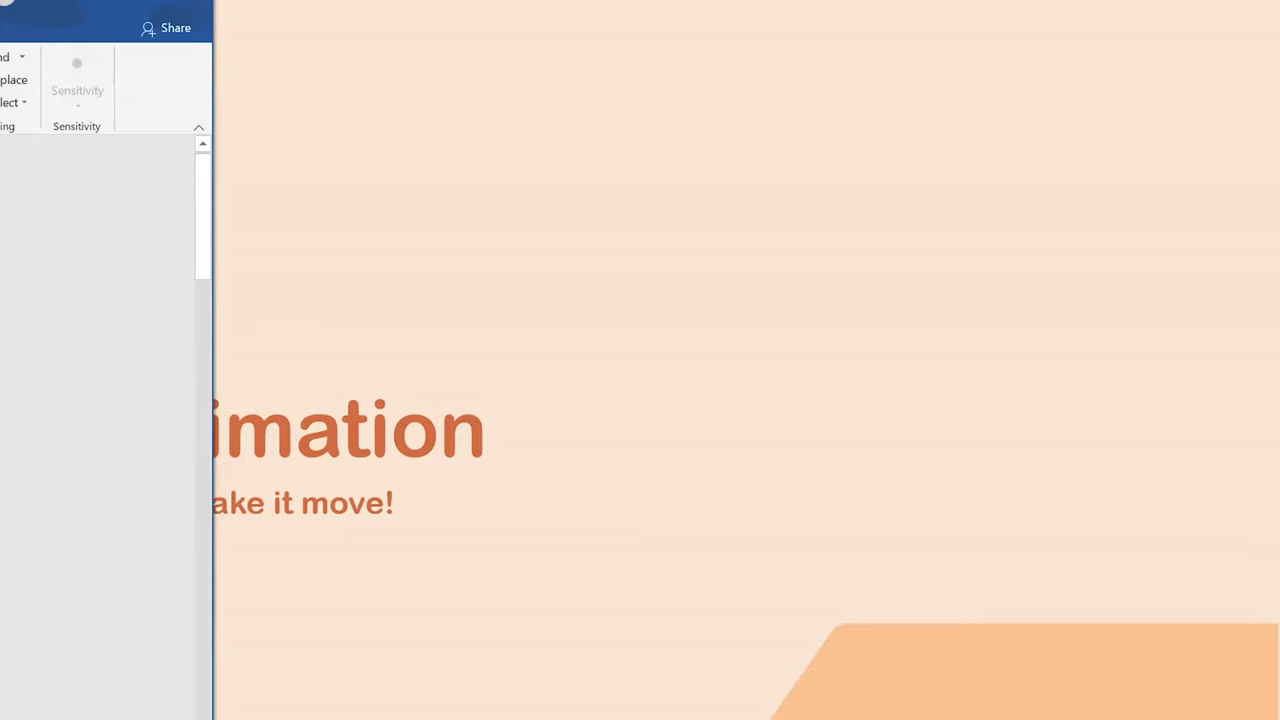 Share
nd
place
lect
Sensitivity
ing
Sensitivity
imation
ake it move!